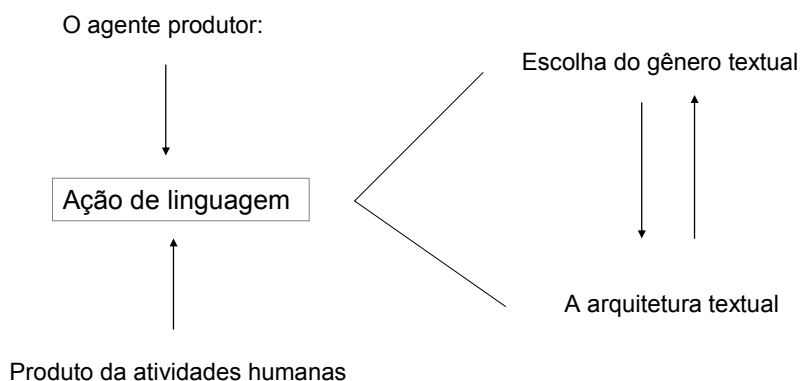 O agente produtor:
Escolha do gênero textual
Ação de linguagem
A arquitetura textual
Produto da atividades humanas